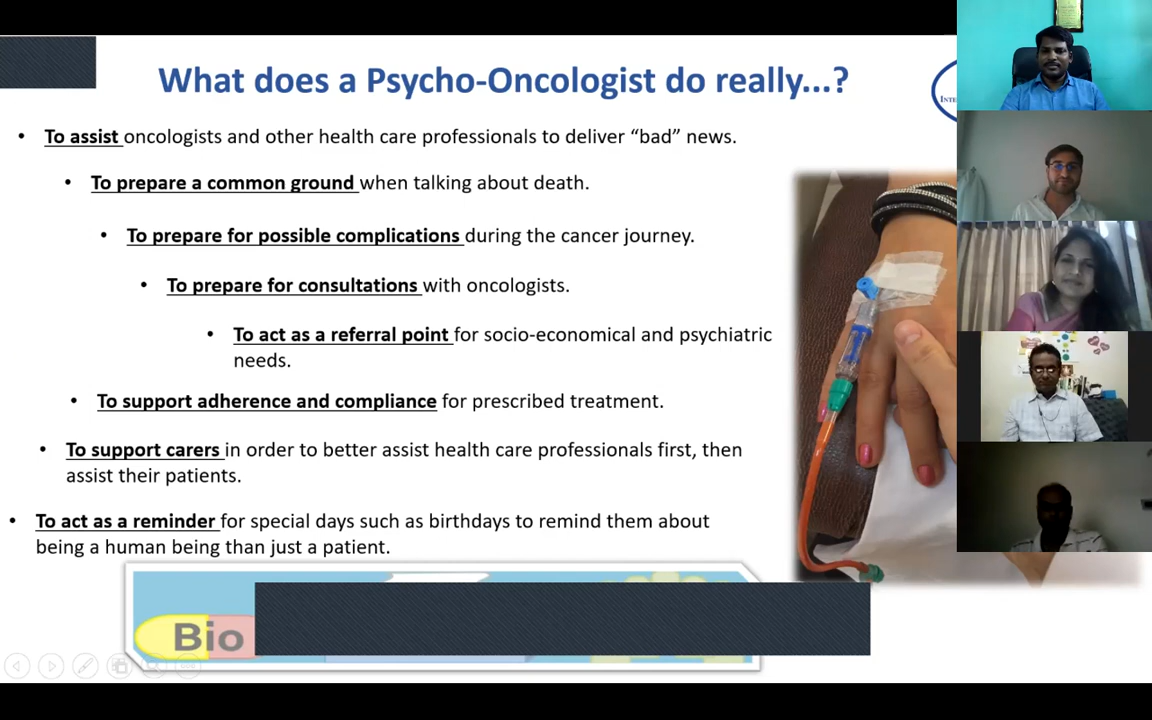 What does a Psycho-Oncologist do really...?
• To assist oncologists and other health care professionals to deliver “bad” news.
• To prepare a common ground when talking about death.
• To prepare for possible complications during the cancer journey.
• To prepare for consultations with oncologists.
• To act as a referral point for socio-economical and psychiatric
needs.
• To support adherence and compliance for prescribed treatment.
• To support carers in order to better assist health care professionals first, then
assist their patients.
• To act as a reminder for special days such as birthdays to remind them about
being a human being than just a patient.
Bio